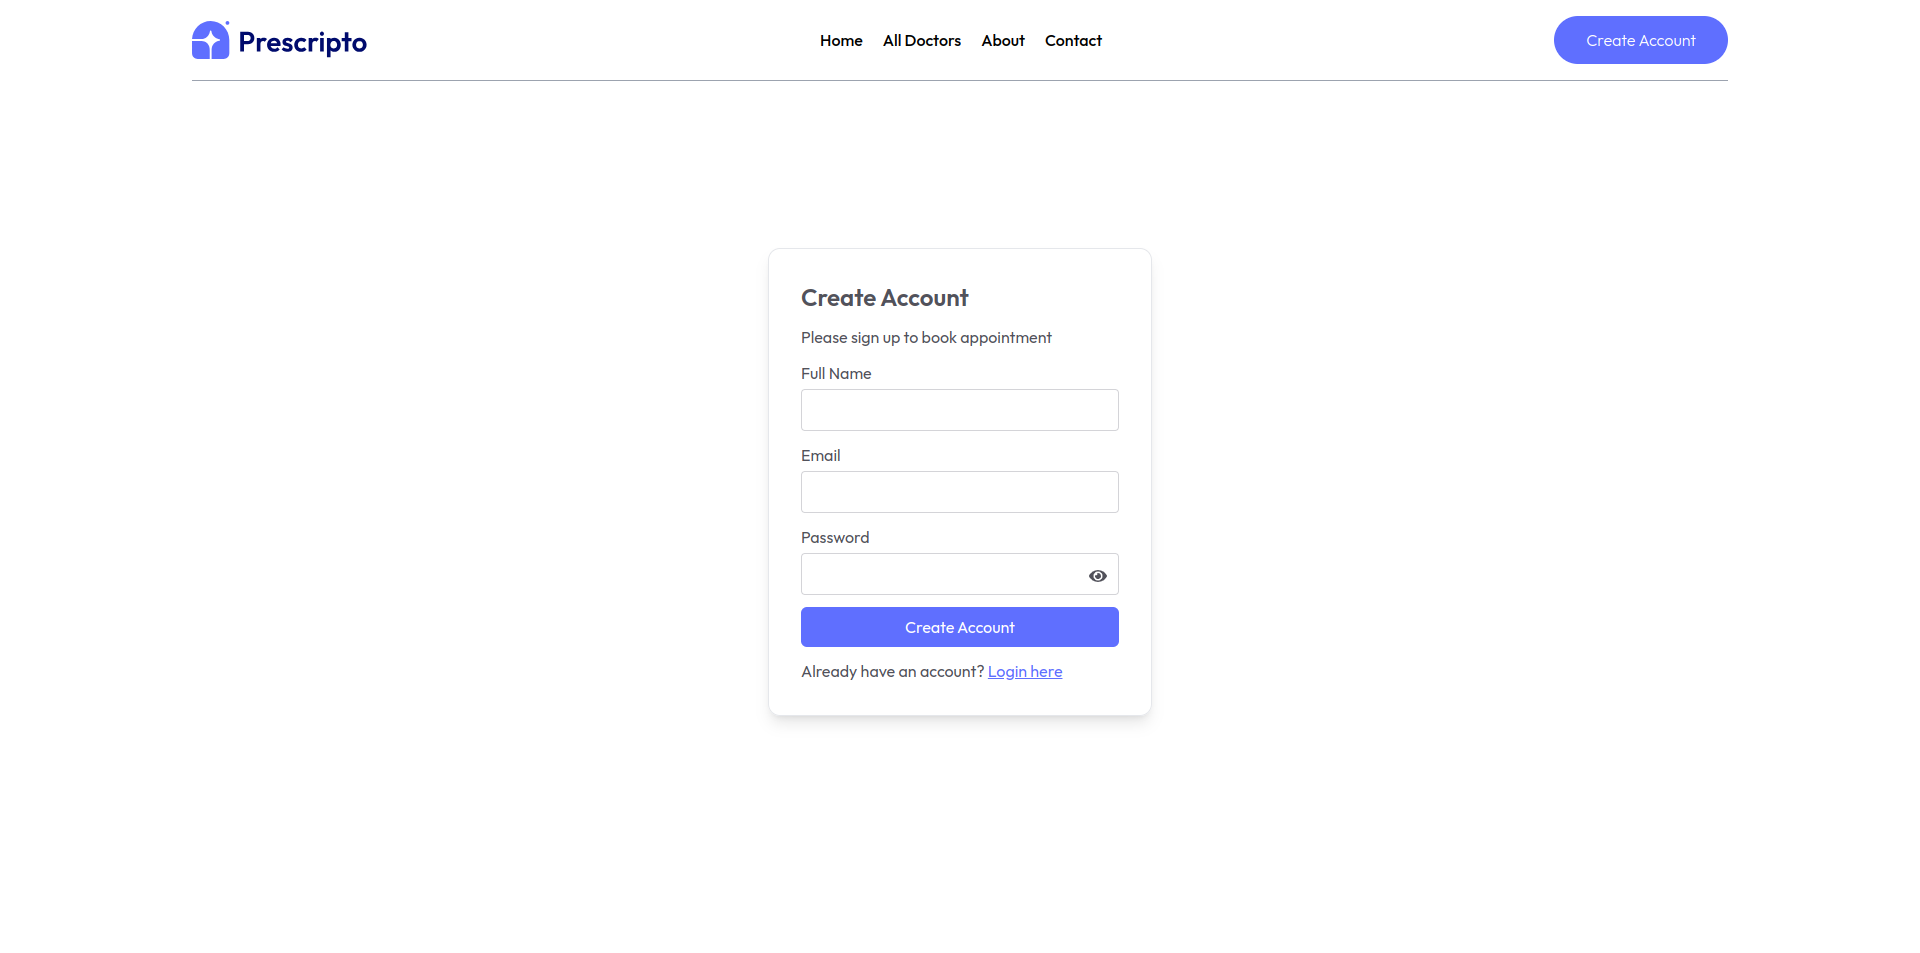 Prescripto
Home All Doctors About Contact
Create Account
Create Account
Please sign up to book appointment
Full Name
Email
Password
Create Account
Already have an account? Login here